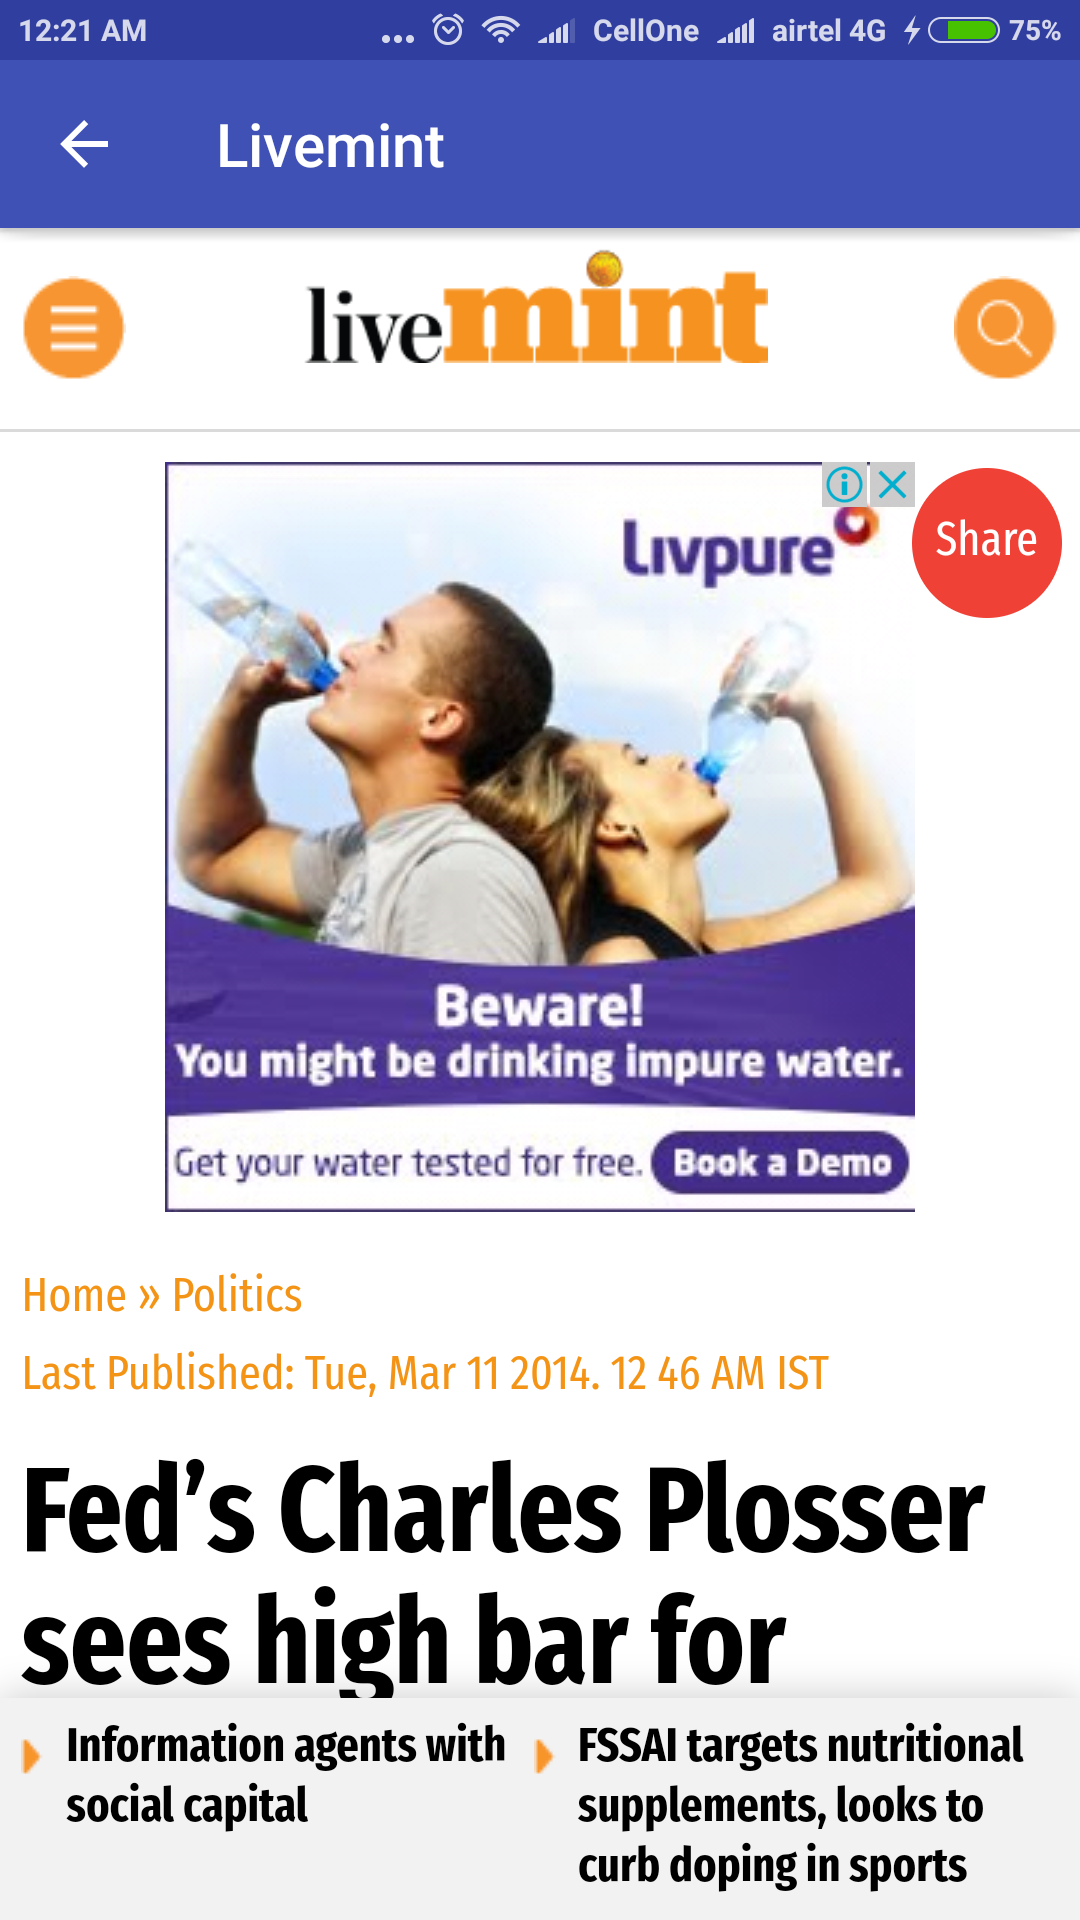 12:21 AM ... CellOne airtel 4G 75%
Livemint
livemint
Livpure
Share
Beware!
You might be drinking impure water.
Get your water tested for free. Book a Demo
Home » Politics
Last Published: Tue, Mar 11 2014. 12 46 AM IST
Fed’s Charles Plosser
sees high bar for
Information agents with
social capital
FSSAI targets nutritional
supplements, looks to
curb doping in sports